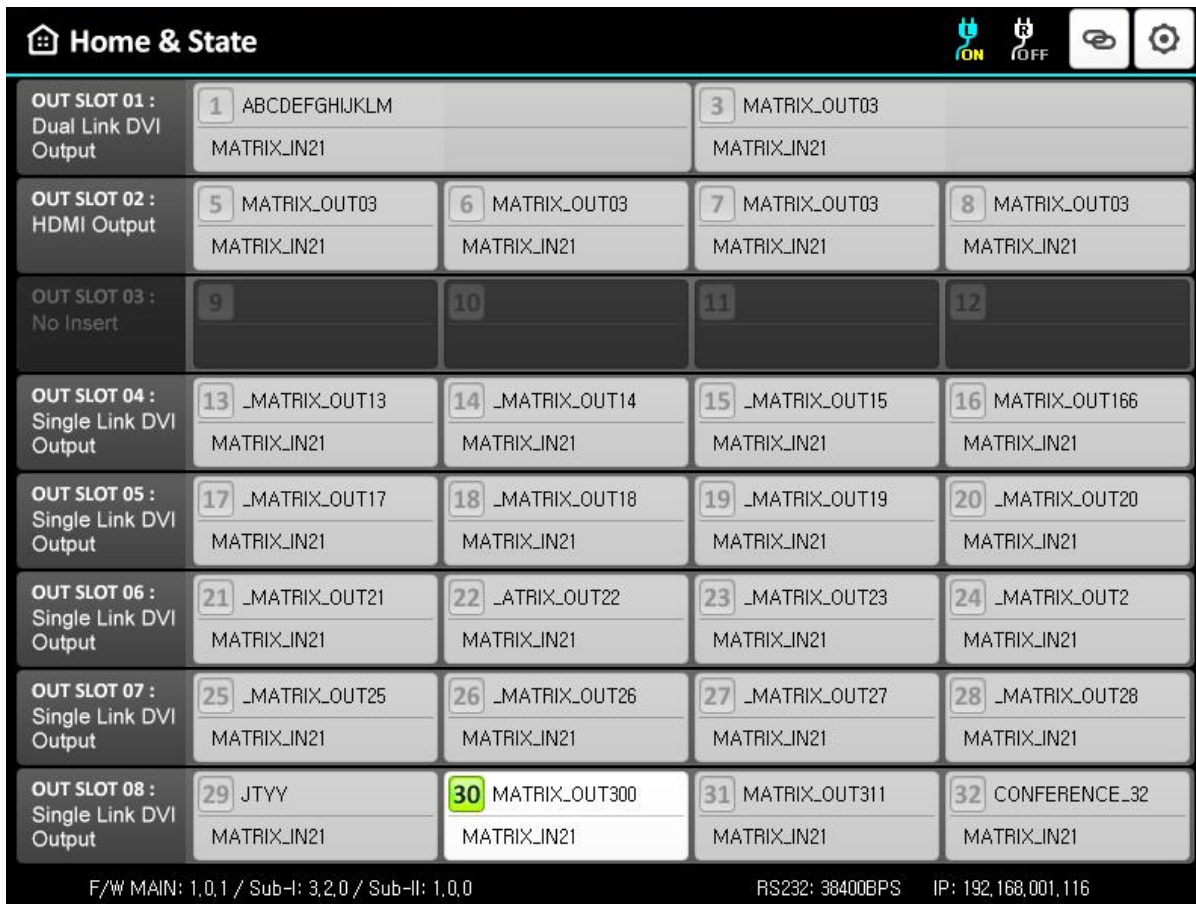 Home & State
L ON
R OFF
OUT SLOT 01 :
Dual Link DVI
Output
1 ABCDEFGHIJKLM
MATRIX_IN21
3 MATRIX_OUT03
MATRIX_IN21
OUT SLOT 02 :
HDMI Output
5 MATRIX_OUT03
MATRIX_IN21
6 MATRIX_OUT03
MATRIX_IN21
7 MATRIX_OUT03
MATRIX_IN21
8 MATRIX_OUT03
MATRIX_IN21
OUT SLOT 03 :
No Insert
9
10
11
12
OUT SLOT 04 :
Single Link DVI
Output
13 _MATRIX_OUT13
MATRIX_IN21
14 _MATRIX_OUT14
MATRIX_IN21
15 _MATRIX_OUT15
MATRIX_IN21
16 MATRIX_OUT166
MATRIX_IN21
OUT SLOT 05 :
Single Link DVI
Output
17 _MATRIX_OUT17
MATRIX_IN21
18 _MATRIX_OUT18
MATRIX_IN21
19 _MATRIX_OUT19
MATRIX_IN21
20 _MATRIX_OUT20
MATRIX_IN21
OUT SLOT 06 :
Single Link DVI
Output
21 _MATRIX_OUT21
MATRIX_IN21
22 _ATRIX_OUT22
MATRIX_IN21
23 _MATRIX_OUT23
MATRIX_IN21
24 _MATRIX_OUT2
MATRIX_IN21
OUT SLOT 07 :
Single Link DVI
Output
25 _MATRIX_OUT25
MATRIX_IN21
26 _MATRIX_OUT26
MATRIX_IN21
27 _MATRIX_OUT27
MATRIX_IN21
28 _MATRIX_OUT28
MATRIX_IN21
OUT SLOT 08 :
Single Link DVI
Output
29 JTYY
MATRIX_IN21
30 MATRIX_OUT300
MATRIX_IN21
31 MATRIX_OUT311
MATRIX_IN21
32 CONFERENCE_32
MATRIX_IN21
F/W MAIN: 1.0.1 / Sub-I: 3.2.0 / Sub-II: 1.0.0
RS232: 38400BPS
IP: 192.168.001.116